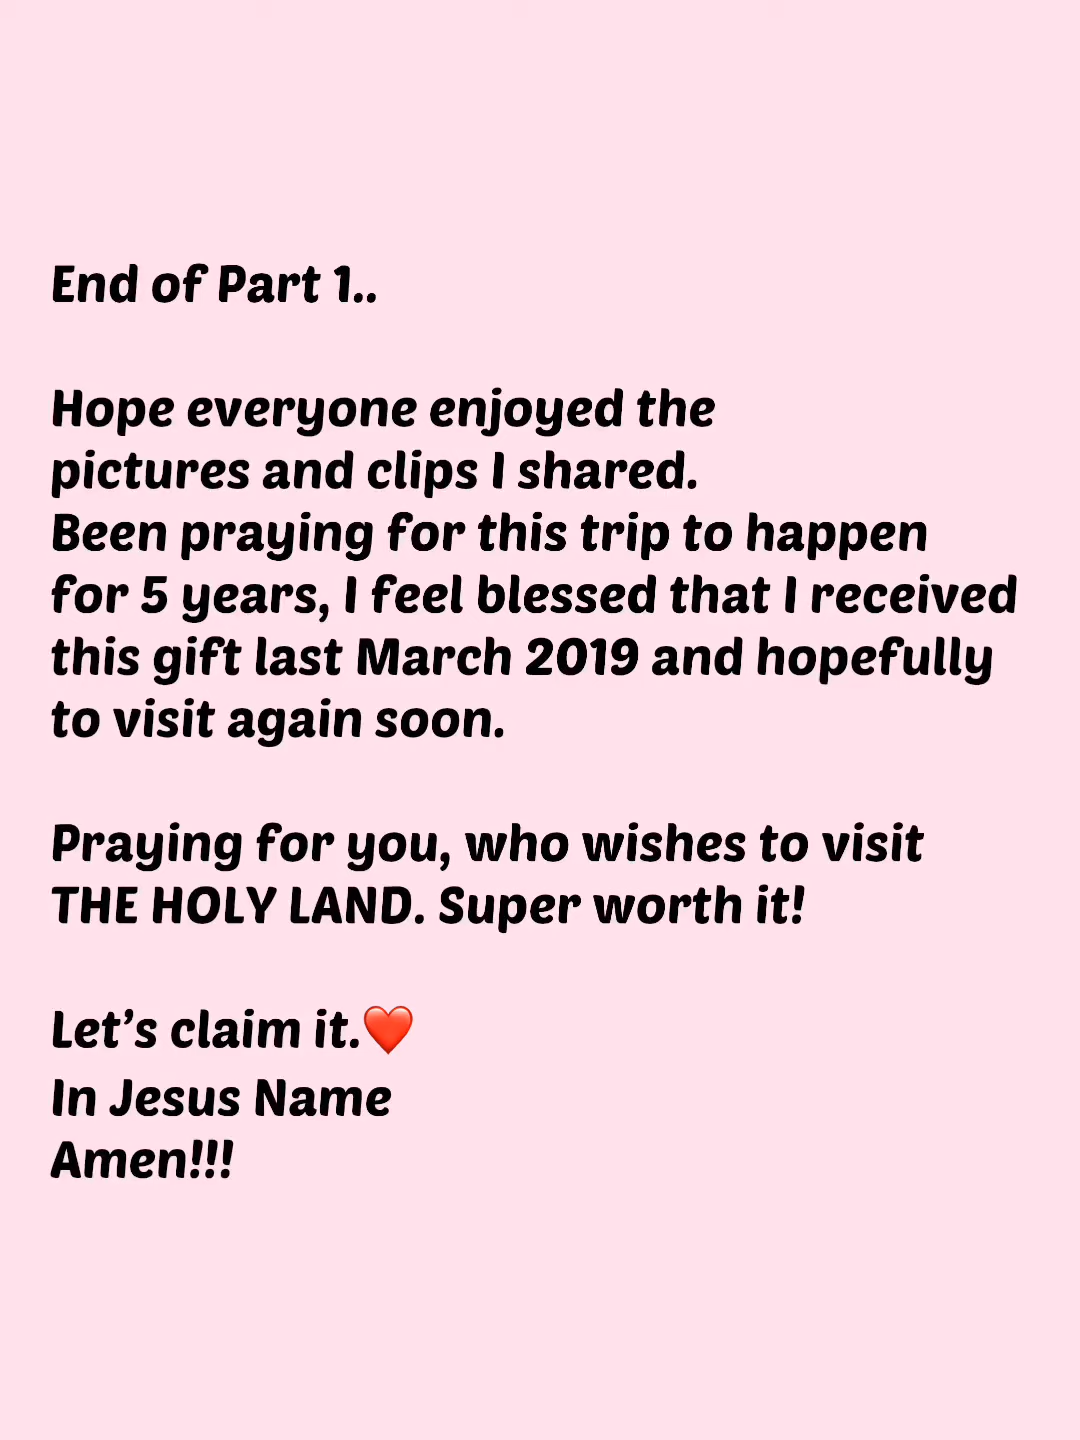 End of Part 1..
Hope everyone enjoyed the
pictures and clips I shared.
Been praying for this trip to happen
for 5 years, I feel blessed that I received
this gift last March 2019 and hopefully
to visit again soon.
Praying for you, who wishes to visit
THE HOLY LAND. Super worth it!
Let’s claim it.❤️
In Jesus Name
Amen!!!